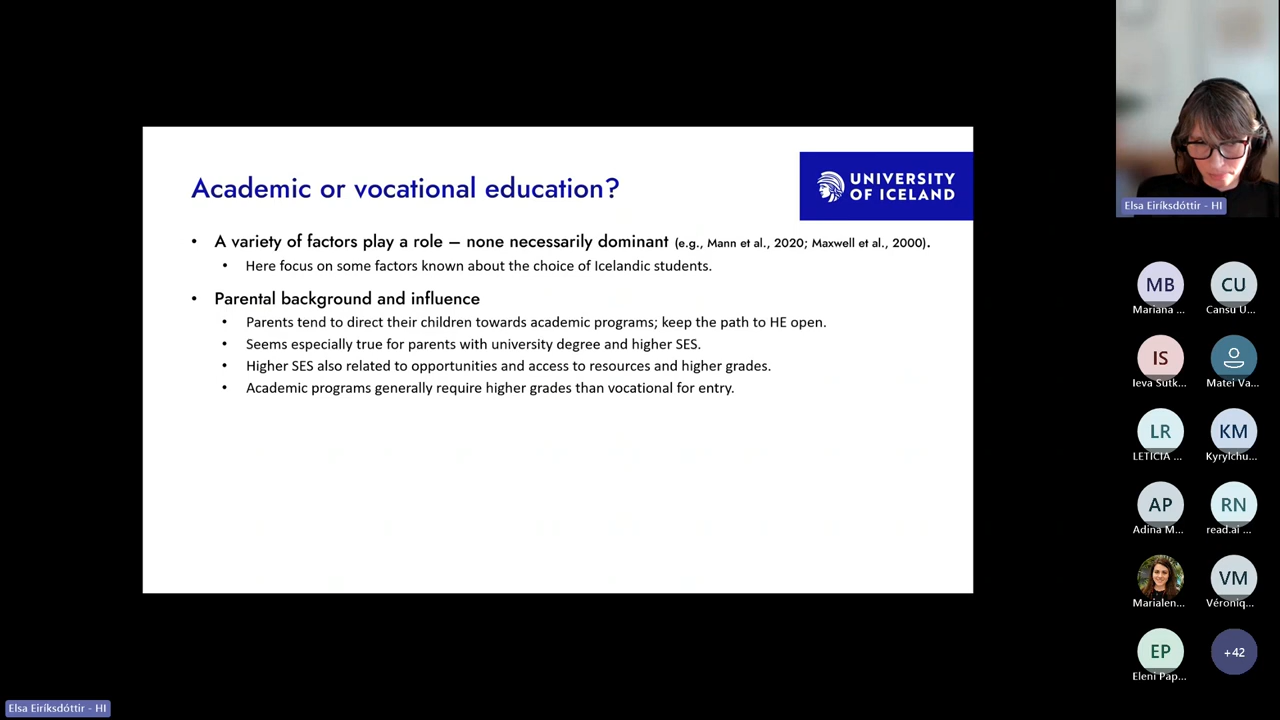 Academic or vocational education?
UNIVERSITY
OF ICELAND
• A variety of factors play a role – none necessarily dominant (e.g., Mann et al., 2020; Maxwell et al., 2000).
• Here focus on some factors known about the choice of Icelandic students.
• Parental background and influence
• Parents tend to direct their children towards academic programs; keep the path to HE open.
• Seems especially true for parents with university degree and higher SES.
• Higher SES also related to opportunities and access to resources and higher grades.
• Academic programs generally require higher grades than vocational for entry.
Elsa Eiríksdóttir - HI
MB
Mariana ...
CU
Cansu U...
IS
Ieva Sutk...
Matei Va...
LR
LETICIA ...
KM
Kyrylchu...
AP
Adina M...
RN
read.ai ...
Marialen...
VM
Véroniq...
EP
Eleni Pap...
+42
Elsa Eiríksdóttir - HI